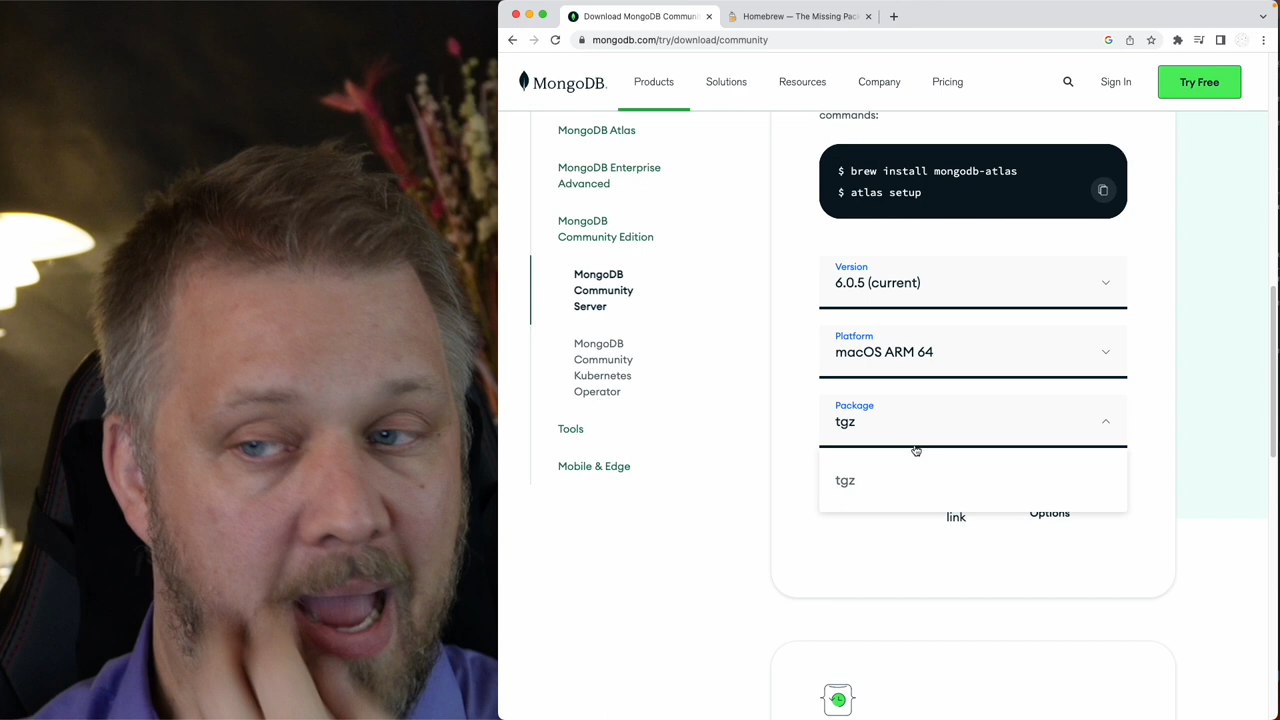 Download MongoDB Communi
Homebrew — The Missing Pac
mongodb.com/try/download/community
MongoDB.
Products
Solutions
Resources
Company
Pricing
Sign In
Try Free
MongoDB Atlas
MongoDB Enterprise
Advanced
MongoDB
Community Edition
MongoDB
Community
Server
MongoDB
Community
Kubernetes
Operator
Tools
Mobile & Edge
commands:
$ brew install mongodb-atlas
$ atlas setup
Version
6.0.5 (current)
Platform
macOS ARM 64
Package
tgz
tgz
link
Options